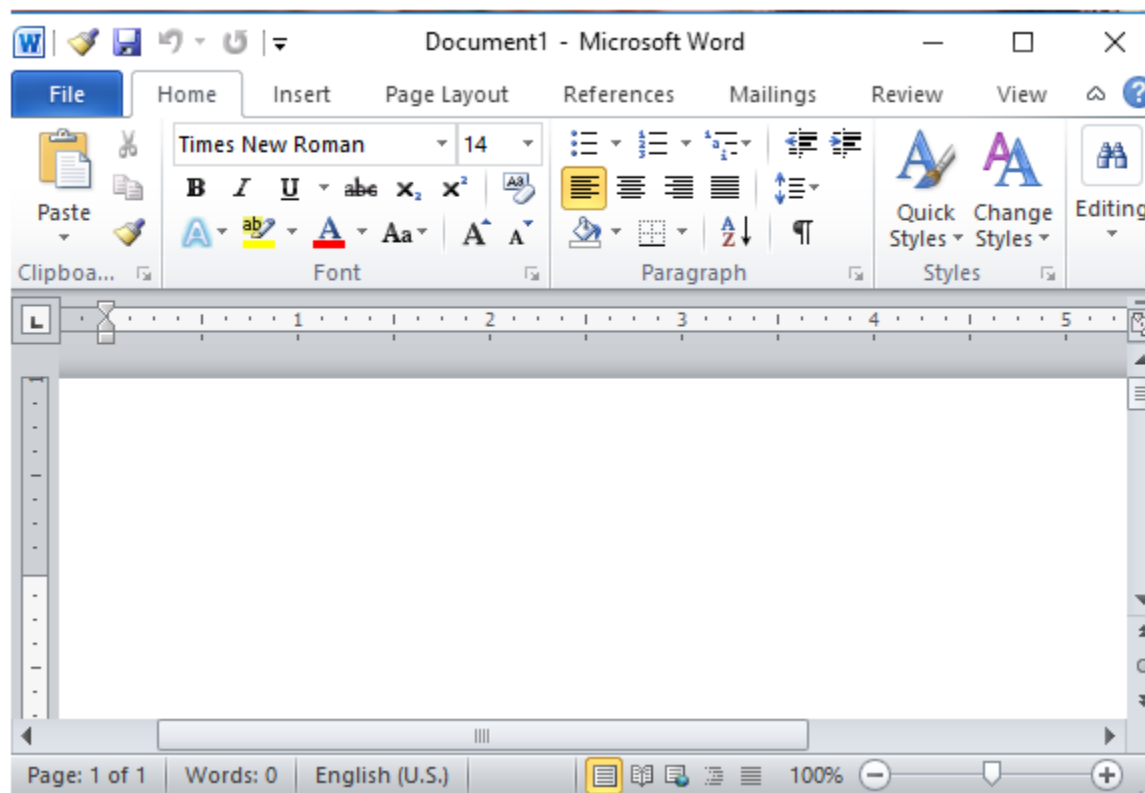 Document1 - Microsoft Word
File Home Insert Page Layout References Mailings Review View
Times New Roman 14
Paste
Quick Styles
Change Styles
Editing
Clipboa... Font Paragraph Styles
1 2 3 4 5
Page: 1 of 1 Words: 0 English (U.S.) 100%